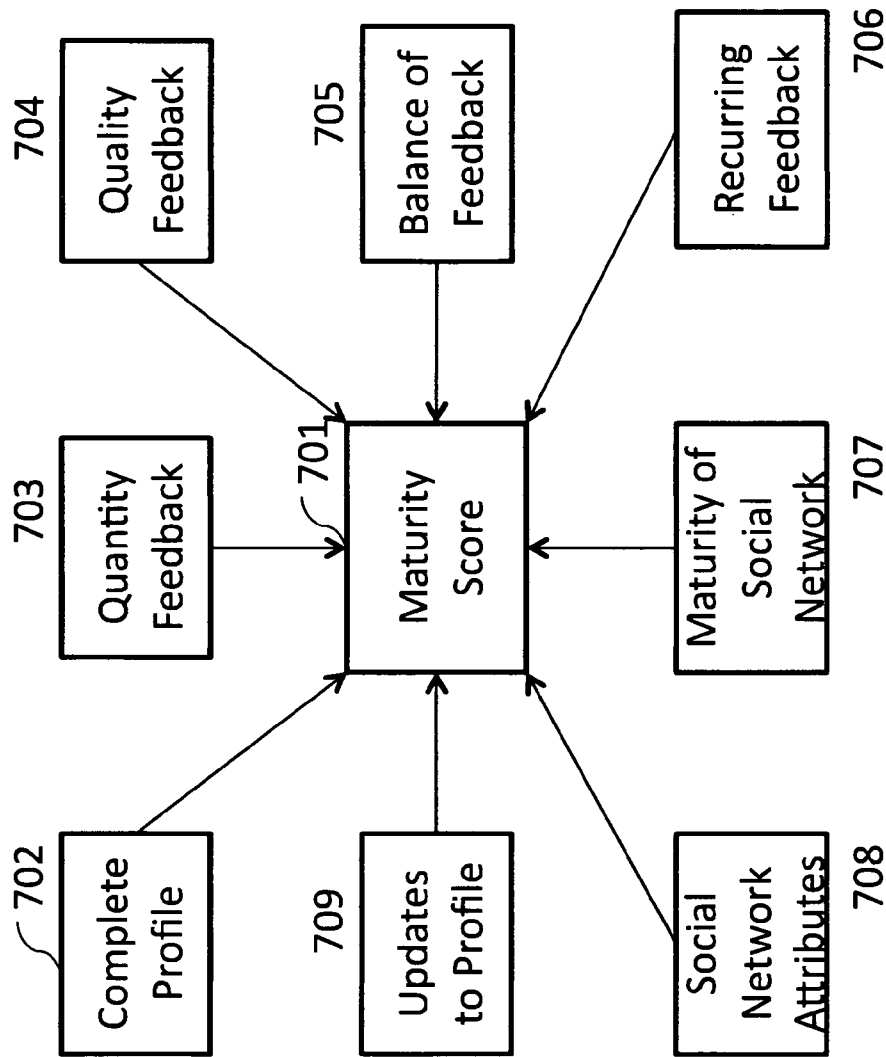 702
Complete
Profile
703
Quantity
Feedback
704
Quality
Feedback
709
Updates
to Profile
701
Maturity
Score
705
Balance of
Feedback
Social
Network
Attributes
708
Maturity of
Social
Network
707
Recurring
Feedback
706